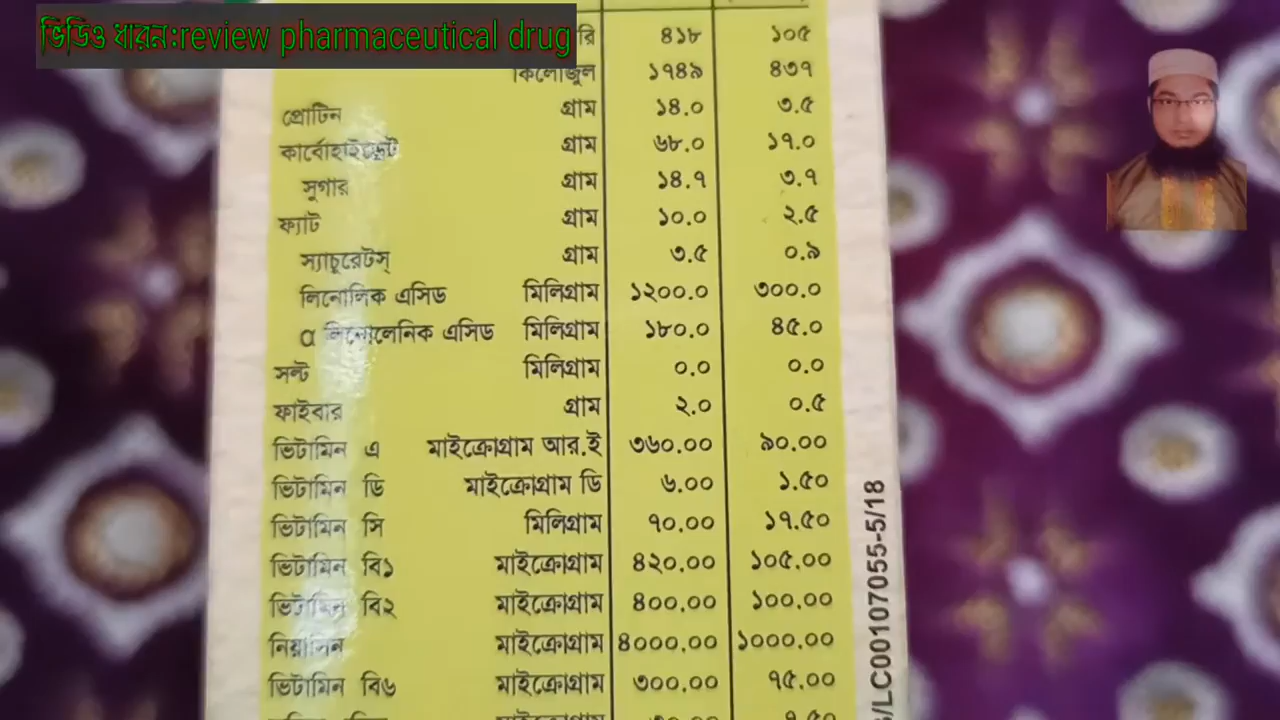 ভিডিও ধারন:review pharmaceutical drug
রি ৪১৮ ১০৫
কিলোজুল ১৭৪৯ ৪৩৭
প্রোটিন গ্রাম ১৪.০ ৩.৫
কার্বোহাইড্রেট গ্রাম ৬৮.০ ১৭.০
সুগার গ্রাম ১৪.৭ ৩.৭
ফ্যাট গ্রাম ১০.০ ২.৫
স্যাচুরেটস্ গ্রাম ৩.৫ ০.৯
লিনোলিক এসিড মিলিগ্রাম ১২০০.০ ৩০০.০
α লিনোলেনিক এসিড মিলিগ্রাম ১৮০.০ ৪৫.০
সল্ট মিলিগ্রাম ০.০ ০.০
ফাইবার গ্রাম ২.০ ০.৫
ভিটামিন এ মাইক্রোগ্রাম আর.ই ৩৬০.০০ ৯০.০০
ভিটামিন ডি মাইক্রোগ্রাম ডি ৬.০০ ১.৫০
ভিটামিন সি মিলিগ্রাম ৭০.০০ ১৭.৫০
ভিটামিন বি১ মাইক্রোগ্রাম ৪২০.০০ ১০৫.০০
ভিটামিন বি২ মাইক্রোগ্রাম ৪০০.০০ ১০০.০০
নিয়াসিন মাইক্রোগ্রাম ৪০০০.০০ ১০০০.০০
ভিটামিন বি৬ মাইক্রোগ্রাম ৩০০.০০ ৭৫.০০
/LC00107055-5/18